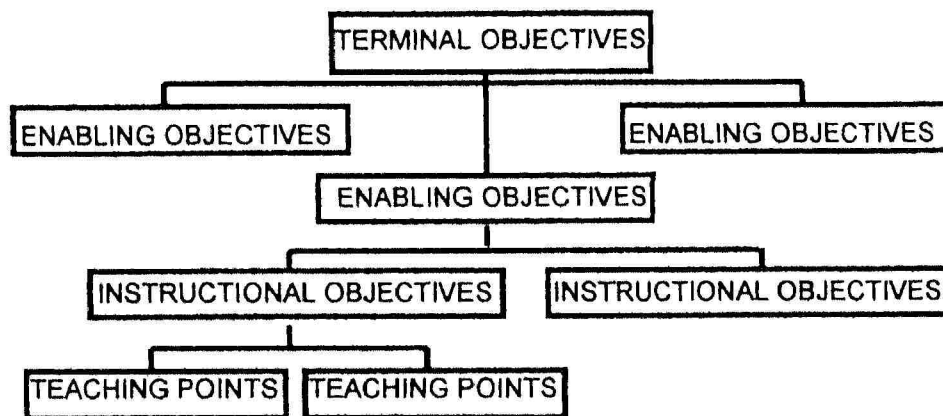 TERMINAL OBJECTIVES
ENABLING OBJECTIVES
ENABLING OBJECTIVES
ENABLING OBJECTIVES
INSTRUCTIONAL OBJECTIVES
INSTRUCTIONAL OBJECTIVES
TEACHING POINTS
TEACHING POINTS